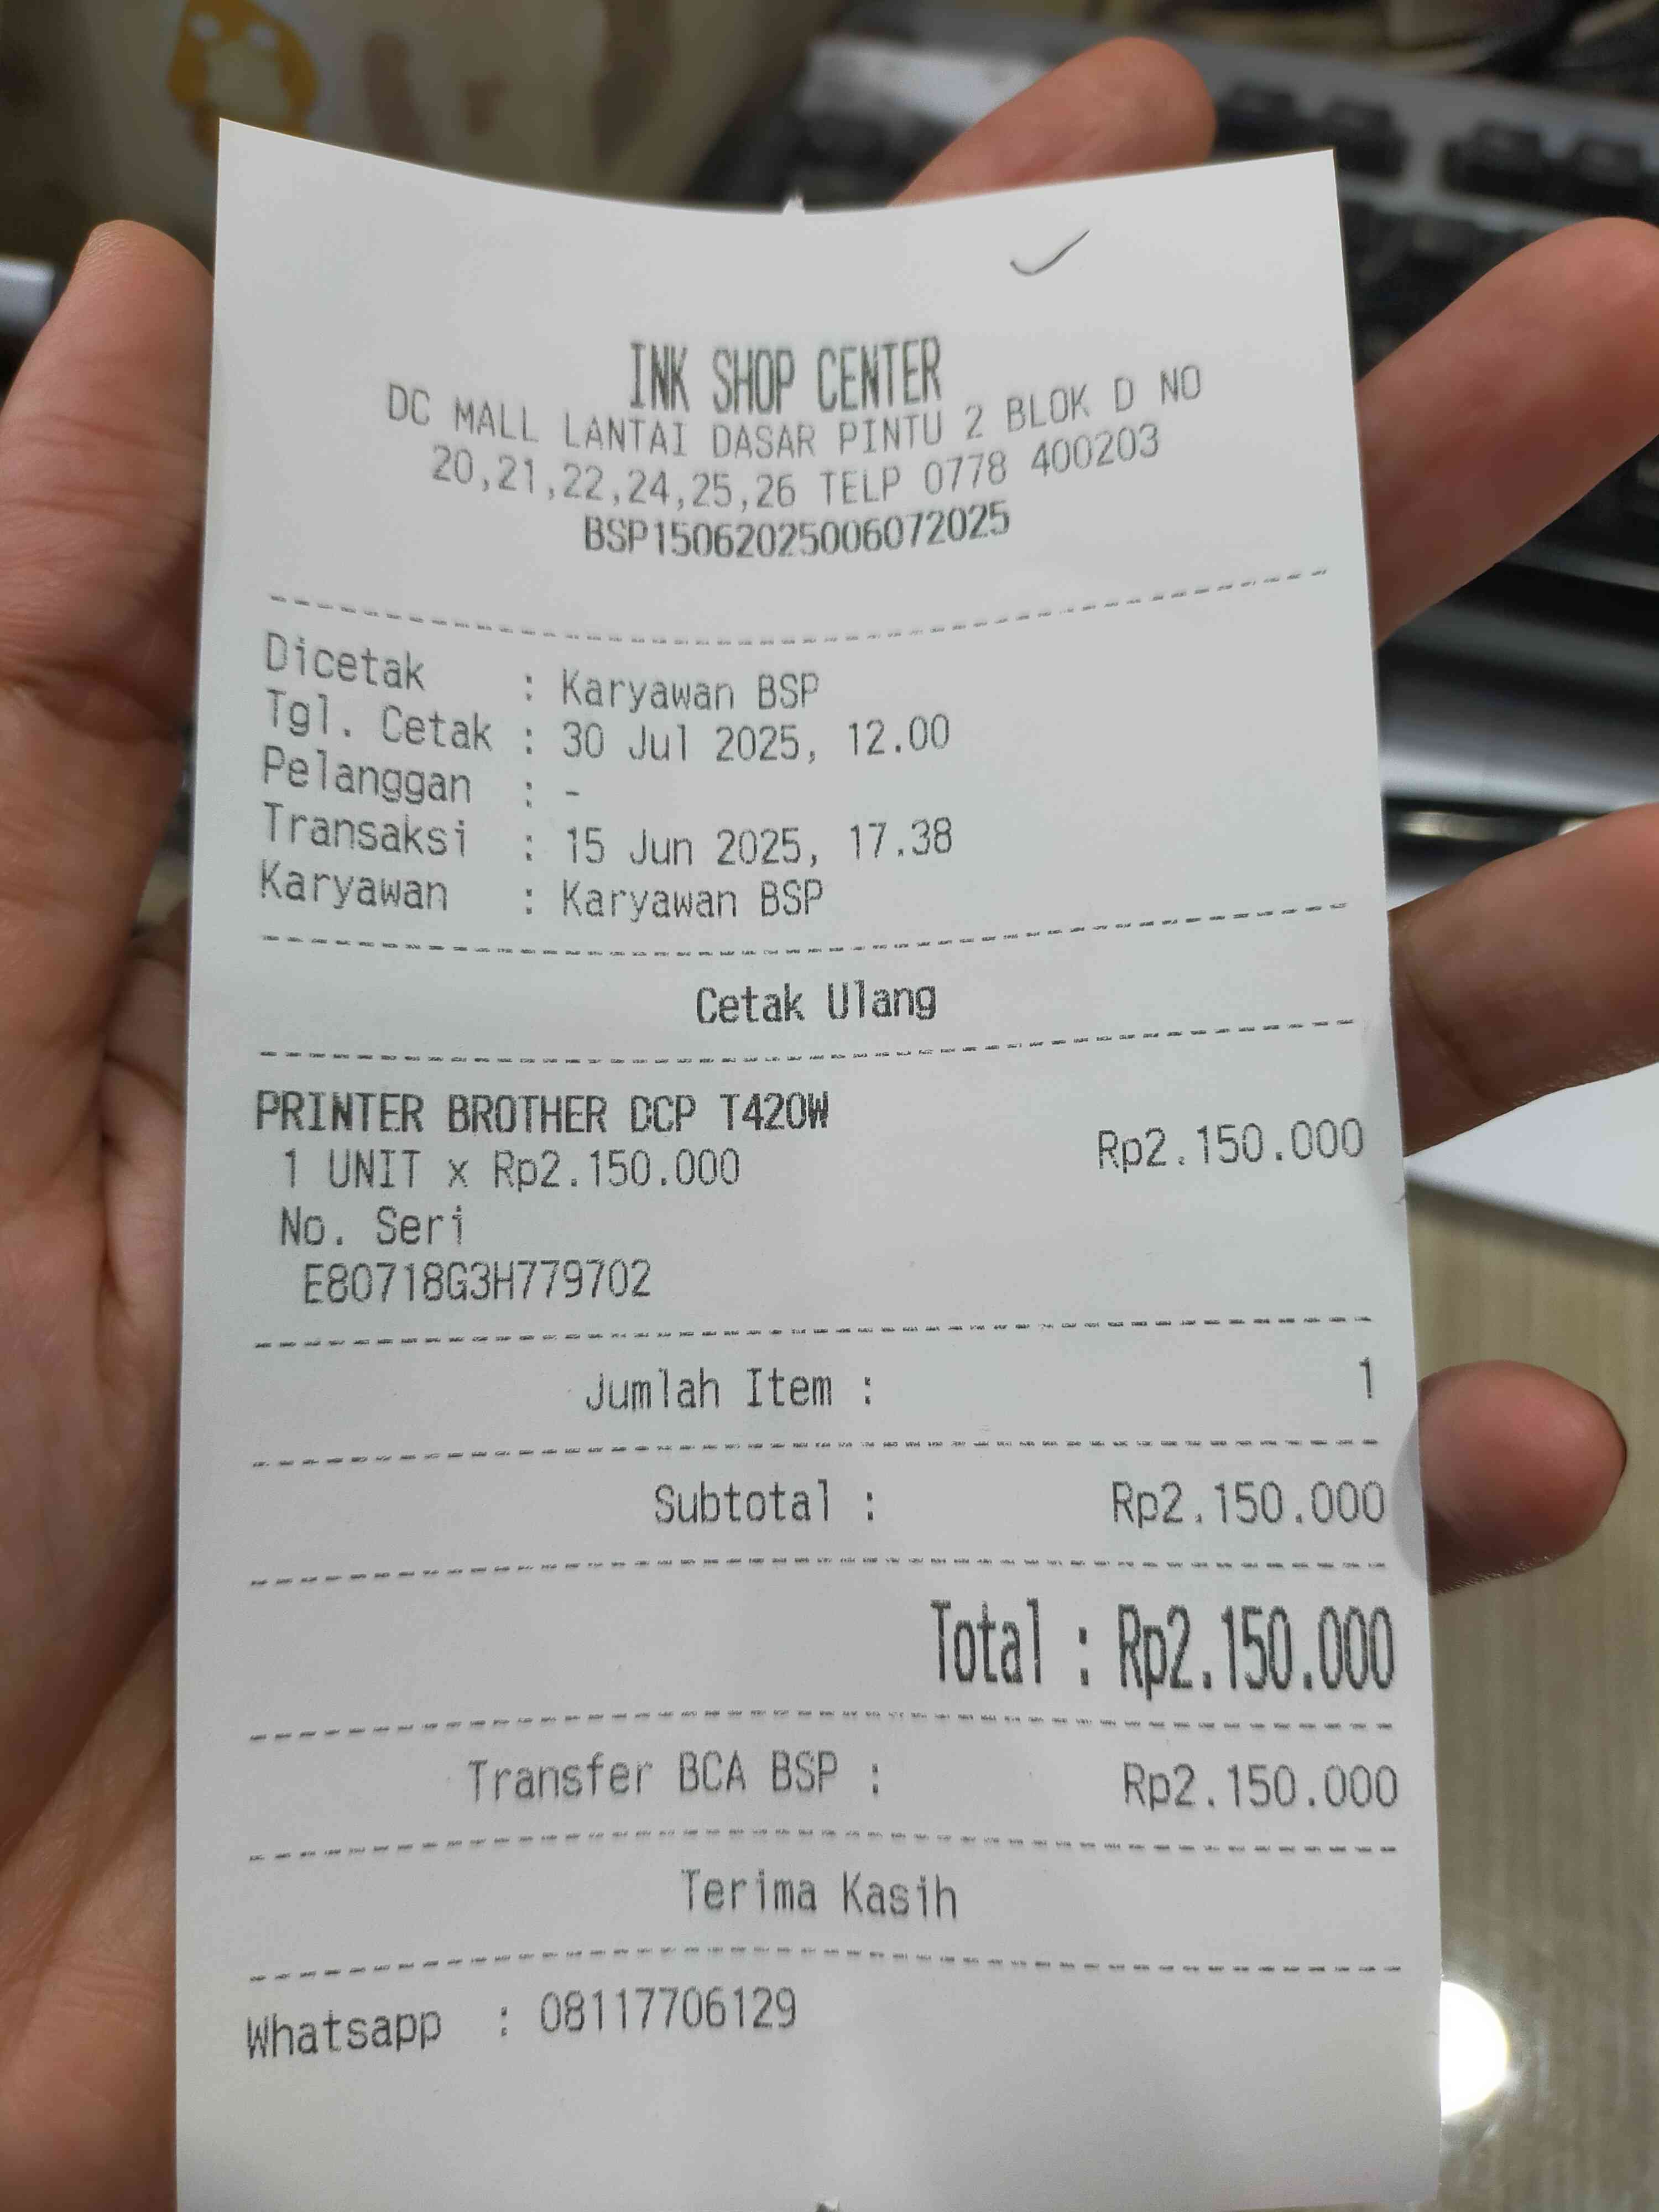 INK SHOP CENTER
DC MALL LANTAI DASAR PINTU 2 BLOK D NO
20,21,22,24,25,26 TELP 0778 400203
BSP15062025006072025
Dicetak : Karyawan BSP
Tgl. Cetak : 30 Jul 2025, 12.00
Pelanggan : -
Transaksi : 15 Jun 2025, 17.38
Karyawan : Karyawan BSP
Cetak Ulang
PRINTER BROTHER DCP T420W
1 UNIT x Rp2.150.000 Rp2.150.000
No. Seri
E80718G3H779702
Jumlah Item : 1
Subtotal : Rp2.150.000
Total : Rp2.150.000
Transfer BCA BSP : Rp2.150.000
Terima Kasih
Whatsapp : 08117706129